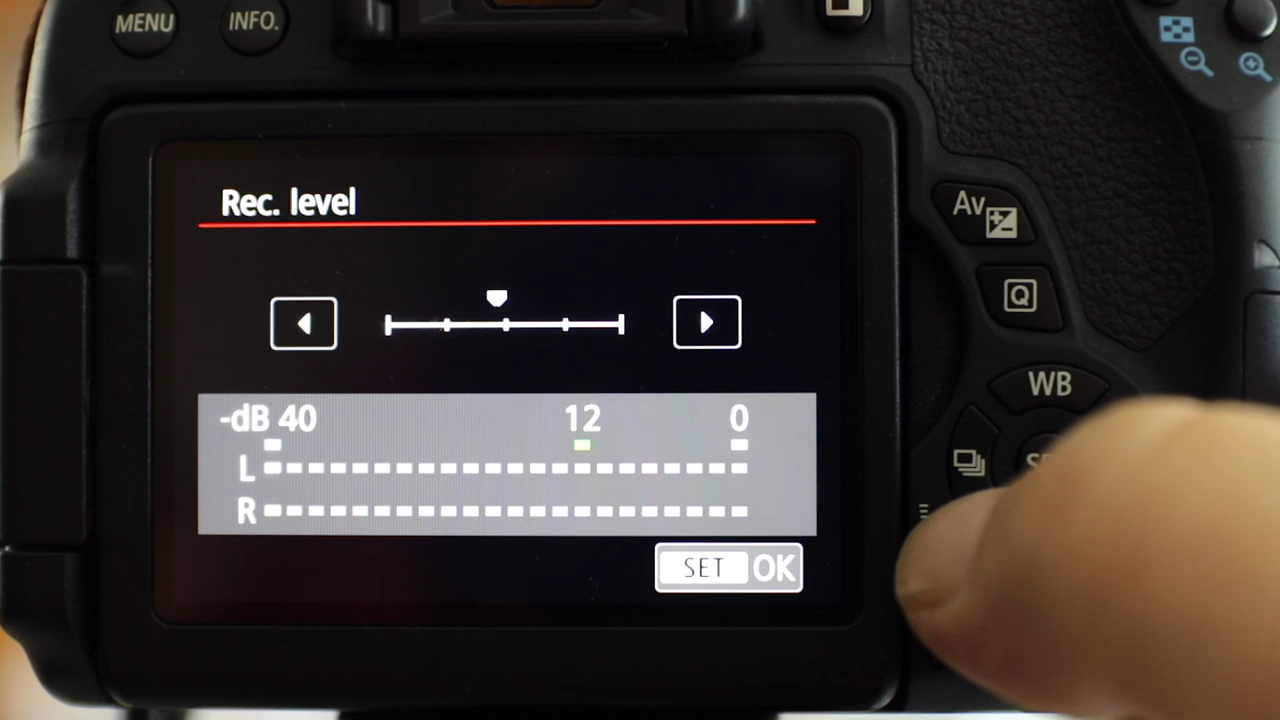 MENU INFO.
Rec. level
Av
Q
-dB 40 12 0
WB
L
R
SET OK